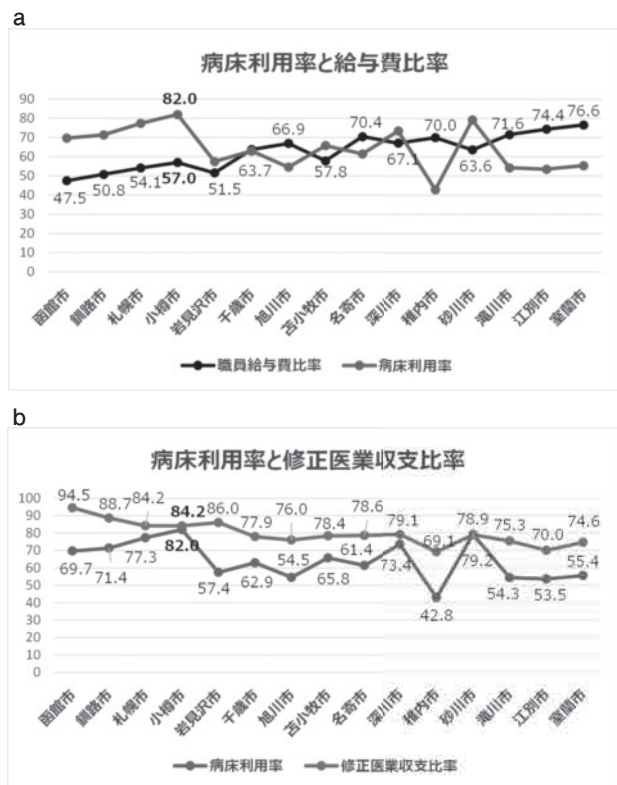 a
病床利用率と給与費比率
90
80
70
60
50
40
30
20
10
0
82.0
66.9
70.4
70.0
71.6
74.4
76.6
47.5
50.8
54.1
57.0
51.5
63.7
57.8
67.1
63.6
函館市
釧路市
札幌市
小樽市
岩見沢市
千歳市
旭川市
苫小牧市
名寄市
深川市
稚内市
砂川市
滝川市
江別市
室蘭市
職員給与費比率 病床利用率
b
病床利用率と修正医業収支比率
100
90
80
70
60
50
40
30
20
10
0
94.5
88.7
84.2
84.2
86.0
77.9
76.0
78.4
78.6
79.1
69.1
78.9
75.3
70.0
74.6
69.7
71.4
77.3
82.0
57.4
62.9
54.5
65.8
61.4
73.4
42.8
79.2
54.3
53.5
55.4
函館市
釧路市
札幌市
小樽市
岩見沢市
千歳市
旭川市
苫小牧市
名寄市
深川市
稚内市
砂川市
滝川市
江別市
室蘭市
病床利用率 修正医業収支比率